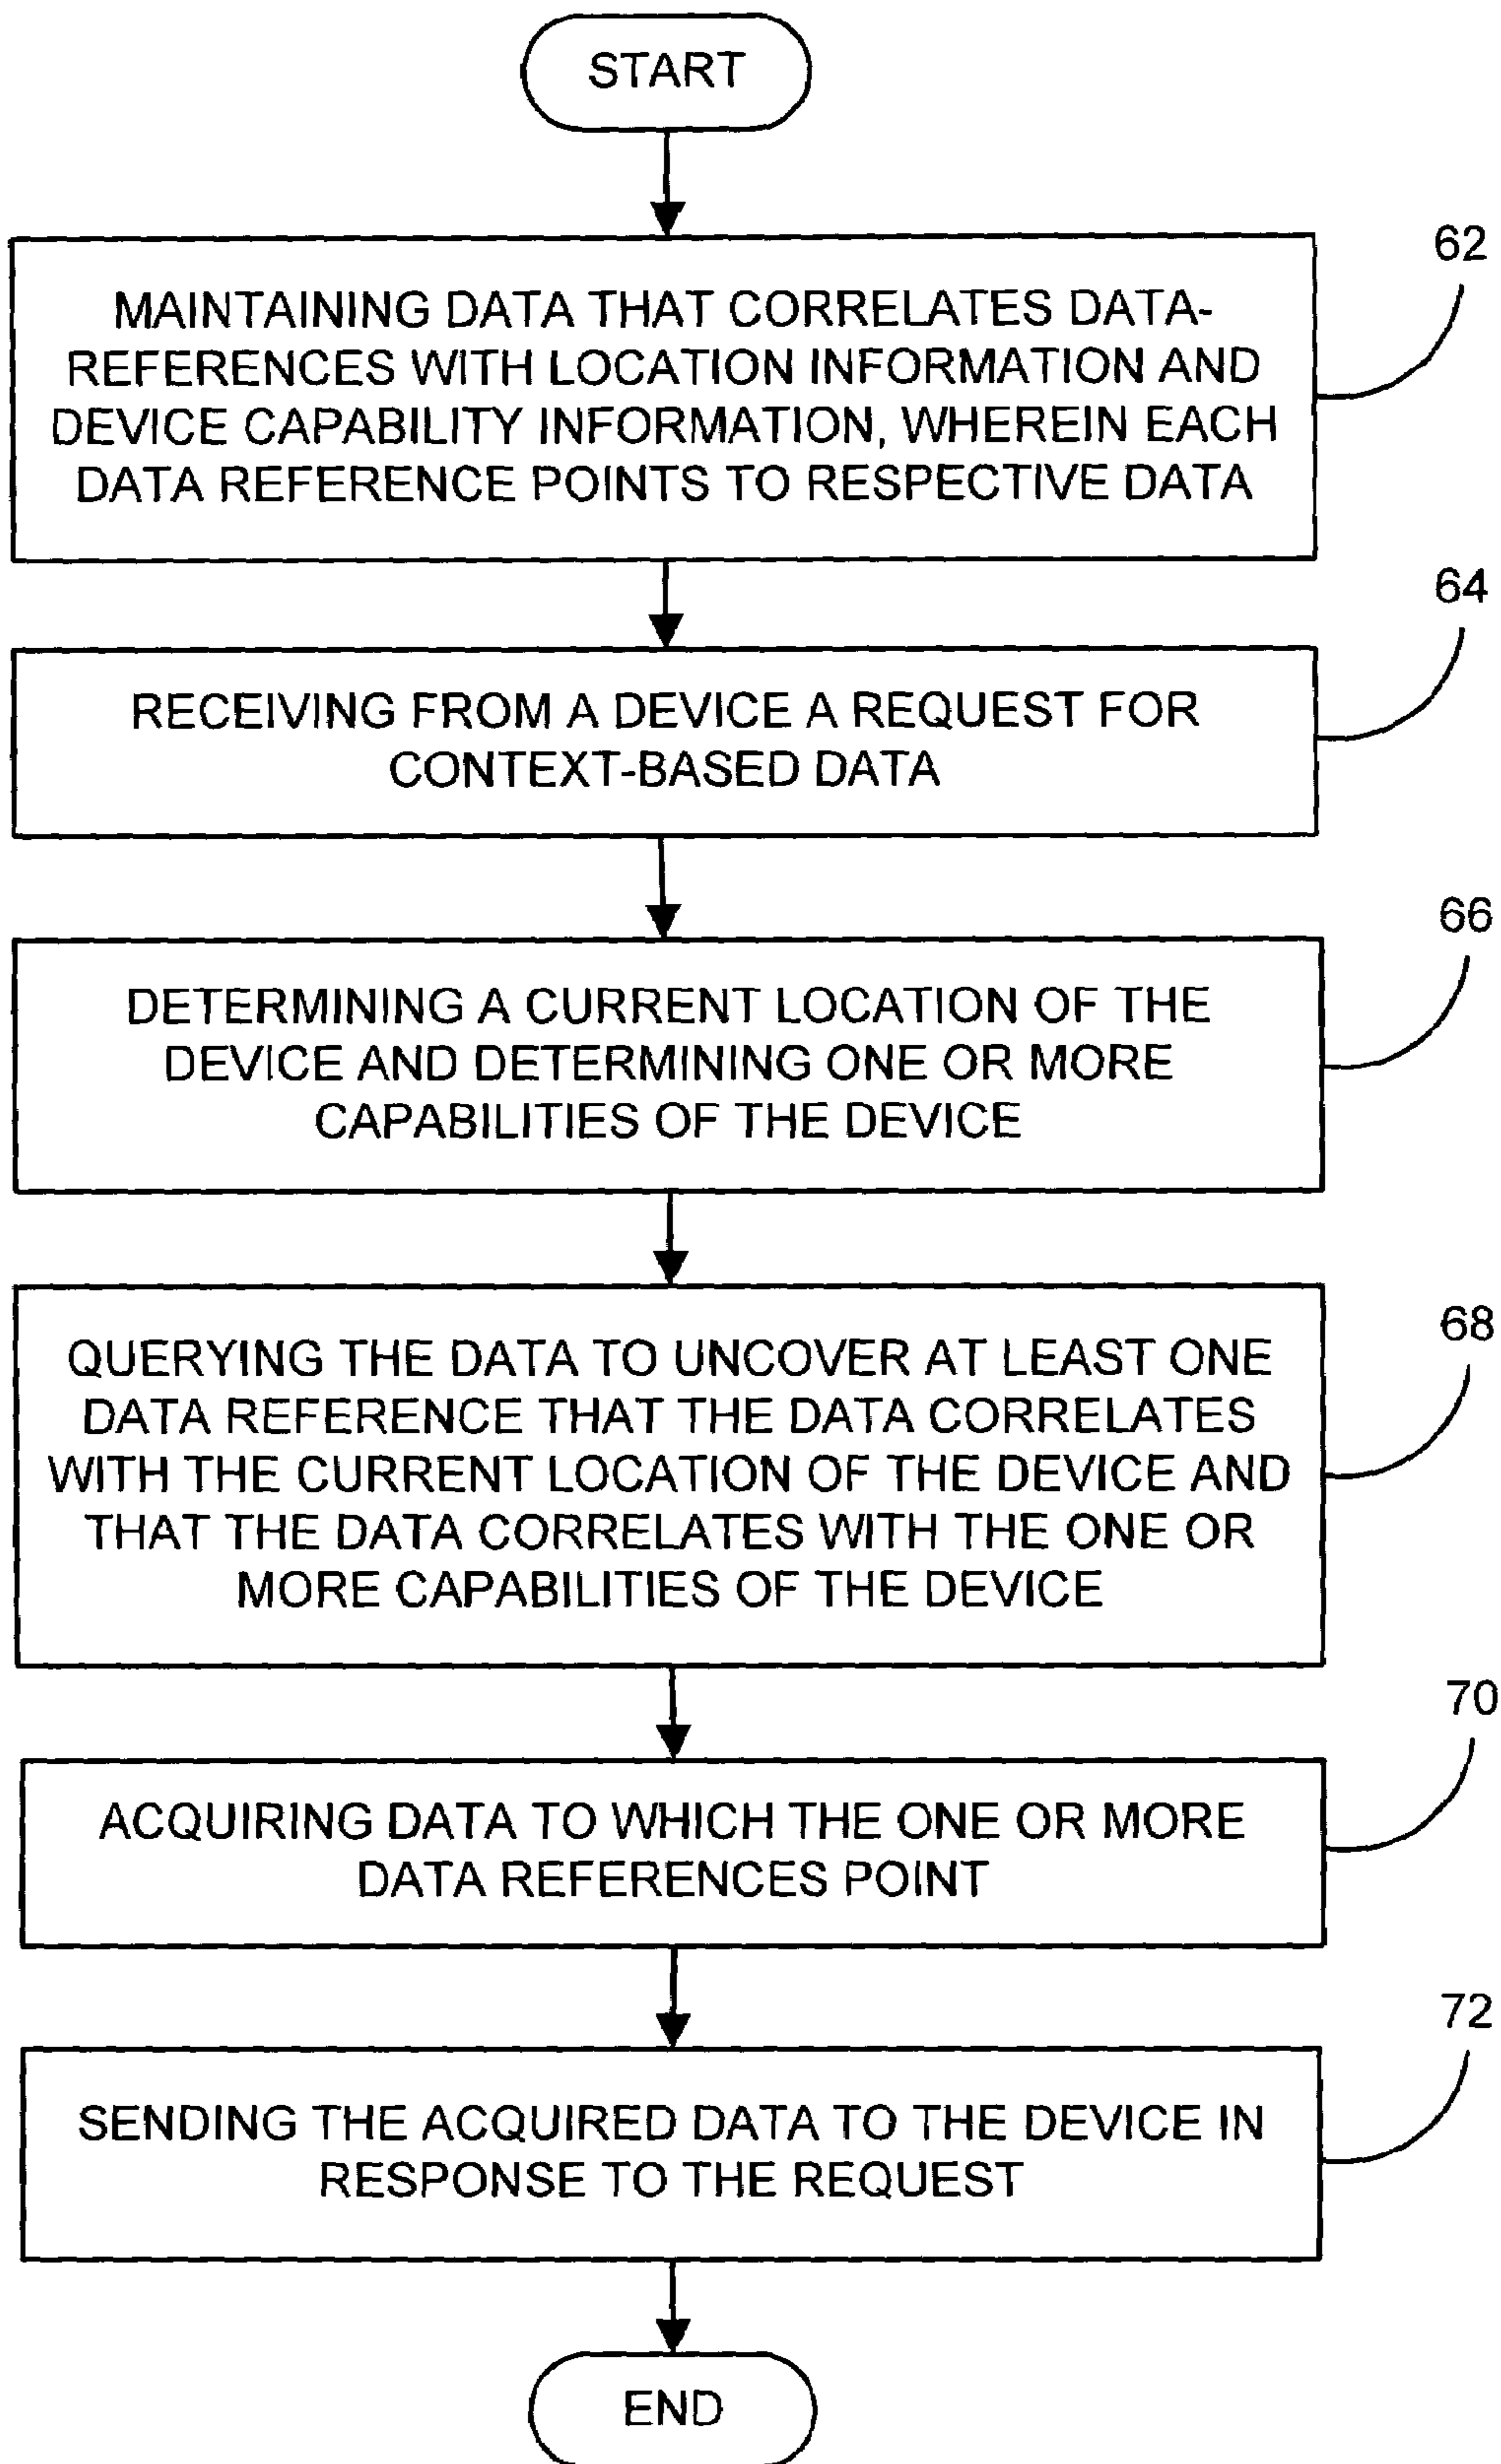 START
62
MAINTAINING DATA THAT CORRELATES DATA-
REFERENCES WITH LOCATION INFORMATION AND
DEVICE CAPABILITY INFORMATION, WHEREIN EACH
DATA REFERENCE POINTS TO RESPECTIVE DATA
64
RECEIVING FROM A DEVICE A REQUEST FOR
CONTEXT-BASED DATA
66
DETERMINING A CURRENT LOCATION OF THE
DEVICE AND DETERMINING ONE OR MORE
CAPABILITIES OF THE DEVICE
68
QUERYING THE DATA TO UNCOVER AT LEAST ONE
DATA REFERENCE THAT THE DATA CORRELATES
WITH THE CURRENT LOCATION OF THE DEVICE AND
THAT THE DATA CORRELATES WITH THE ONE OR
MORE CAPABILITIES OF THE DEVICE
70
ACQUIRING DATA TO WHICH THE ONE OR MORE
DATA REFERENCES POINT
72
SENDING THE ACQUIRED DATA TO THE DEVICE IN
RESPONSE TO THE REQUEST
END